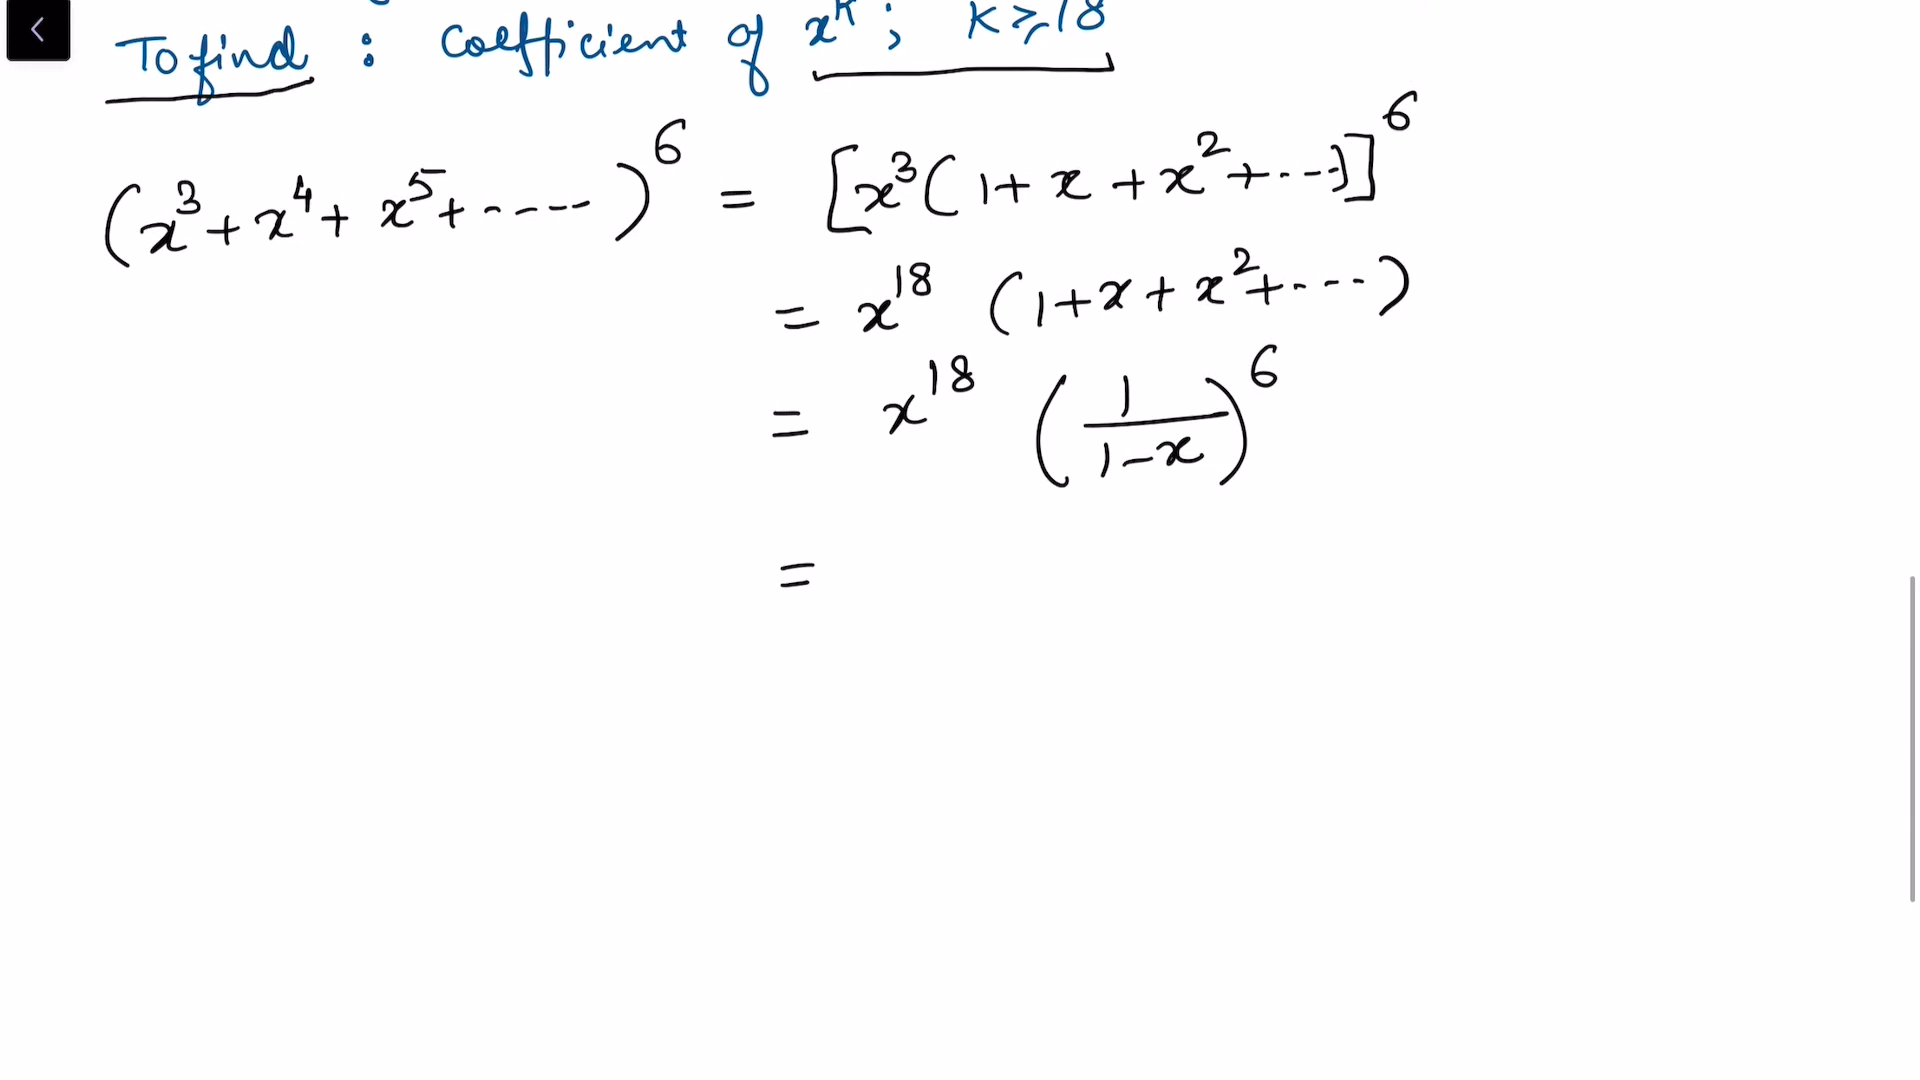 To find : Coefficient of x^k ; k ⩾ 18
(x^3 + x^4 + x^5 + -----)^6 = [x^3 (1 + x + x^2 + ---)]^6
= x^18 (1 + x + x^2 + ----)
= x^18 (1/(1-x))^6
=